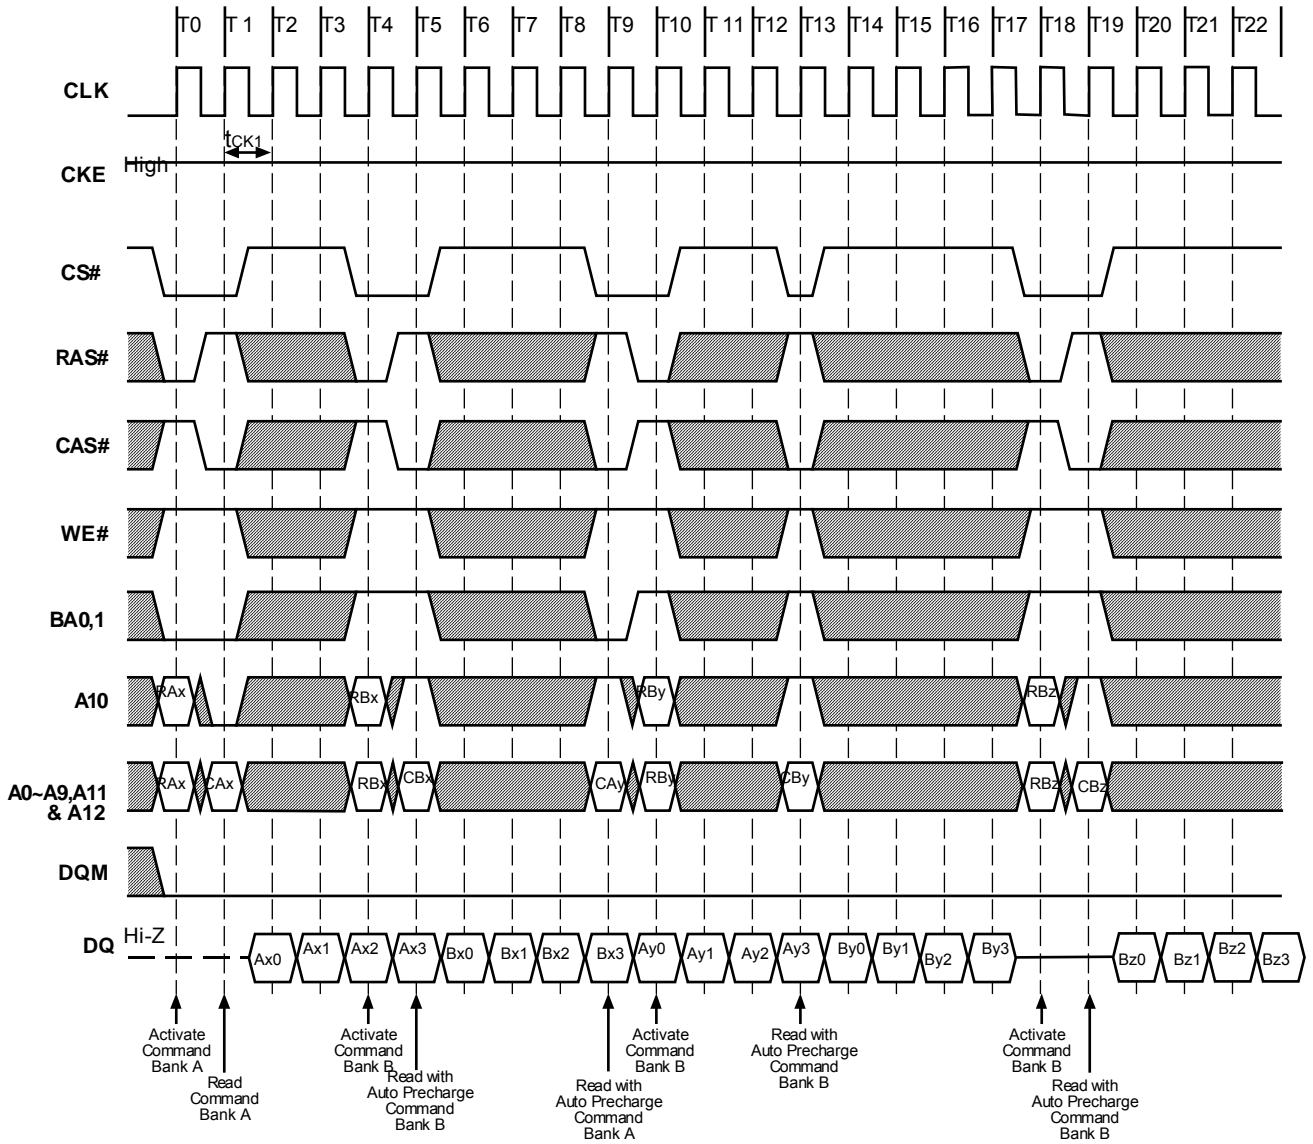 T0 T 1 T2 T3 T4 T5 T6 T7 T8 T9 T10 T 11 T12 T13 T14 T15 T16 T17 T18 T19 T20 T21 T22
CLK
tCK1
High
CKE
CS#
RAS#
CAS#
WE#
BA0,1
RAx RBx RBy RBz
A10
RAx CAx RBx CBx CAy RBy CBy RBz CBz
A0~A9,A11
& A12
DQM
DQ Hi-Z
Ax0 Ax1 Ax2 Ax3 Bx0 Bx1 Bx2 Bx3 Ay0 Ay1 Ay2 Ay3 By0 By1 By2 By3 Bz0 Bz1 Bz2 Bz3
Activate
Command
Bank A
Read
Command
Bank A
Activate
Command
Bank B
Read with
Auto Precharge
Command
Bank B
Read with
Auto Precharge
Command
Bank A
Activate
Command
Bank B
Read with
Auto Precharge
Command
Bank B
Activate
Command
Bank B
Read with
Auto Precharge
Command
Bank B